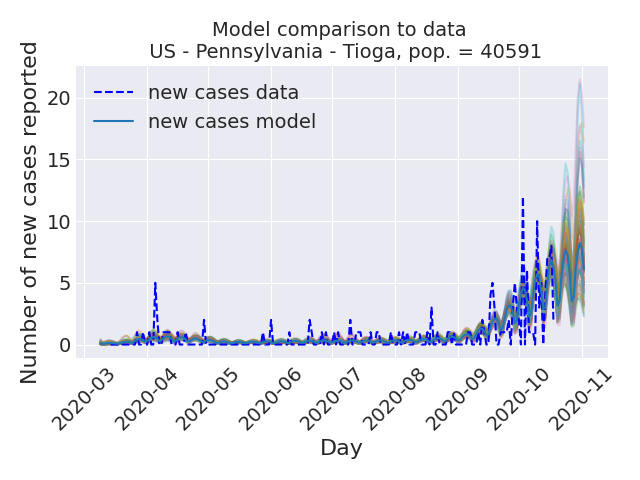 Model comparison to data
US - Pennsylvania - Tioga, pop. = 40591
Number of new cases reported
20
15
10
5
0
new cases data
new cases model
2020-03
2020-04
2020-05
2020-06
2020-07
2020-08
2020-09
2020-10
2020-11
Day